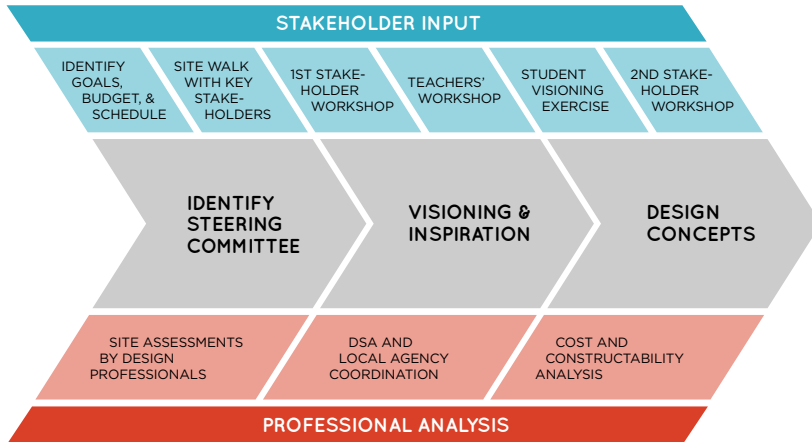 STAKEHOLDER INPUT
IDENTIFY
GOALS,
BUDGET, &
SCHEDULE
SITE WALK
WITH KEY
STAKE-
HOLDERS
1ST STAKE-
HOLDER
WORKSHOP
TEACHERS'
WORKSHOP
STUDENT
VISIONING
EXERCISE
2ND STAKE-
HOLDER
WORKSHOP
IDENTIFY
STEERING
COMMITTEE
VISIONING &
INSPIRATION
DESIGN
CONCEPTS
SITE ASSESSMENTS
BY DESIGN
PROFESSIONALS
DSA AND
LOCAL AGENCY
COORDINATION
COST AND
CONSTRUCTABILITY
ANALYSIS
PROFESSIONAL ANALYSIS